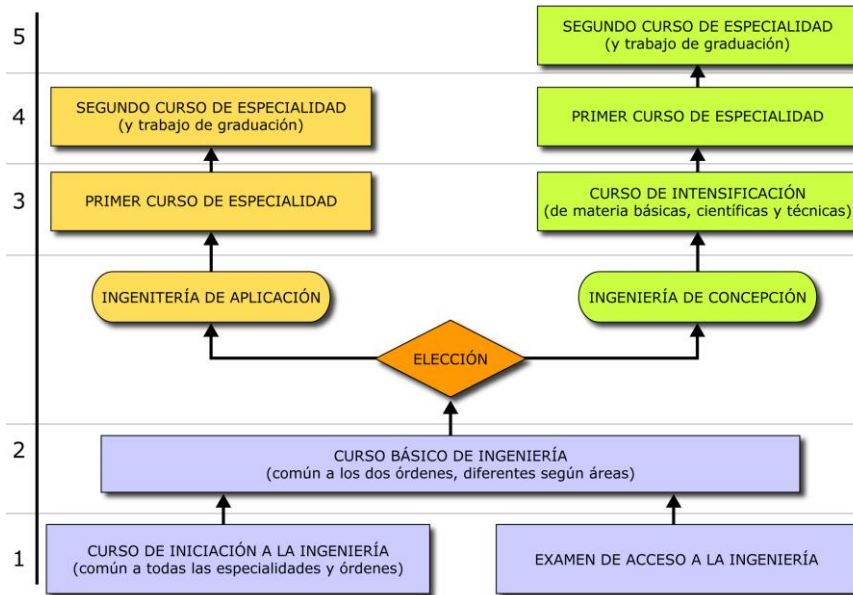 5
SEGUNDO CURSO DE ESPECIALIDAD
(y trabajo de graduación)
4
SEGUNDO CURSO DE ESPECIALIDAD
(y trabajo de graduación)
PRIMER CURSO DE ESPECIALIDAD
3
PRIMER CURSO DE ESPECIALIDAD
CURSO DE INTENSIFICACIÓN
(de materia básicas, científicas y técnicas)
INGENITERÍA DE APLICACIÓN
INGENIERÍA DE CONCEPCIÓN
ELECCIÓN
2
CURSO BÁSICO DE INGENIERÍA
(común a los dos órdenes, diferentes según áreas)
1
CURSO DE INICIACIÓN A LA INGENIERÍA
(común a todas las especialidades y órdenes)
EXAMEN DE ACCESO A LA INGENIERÍA